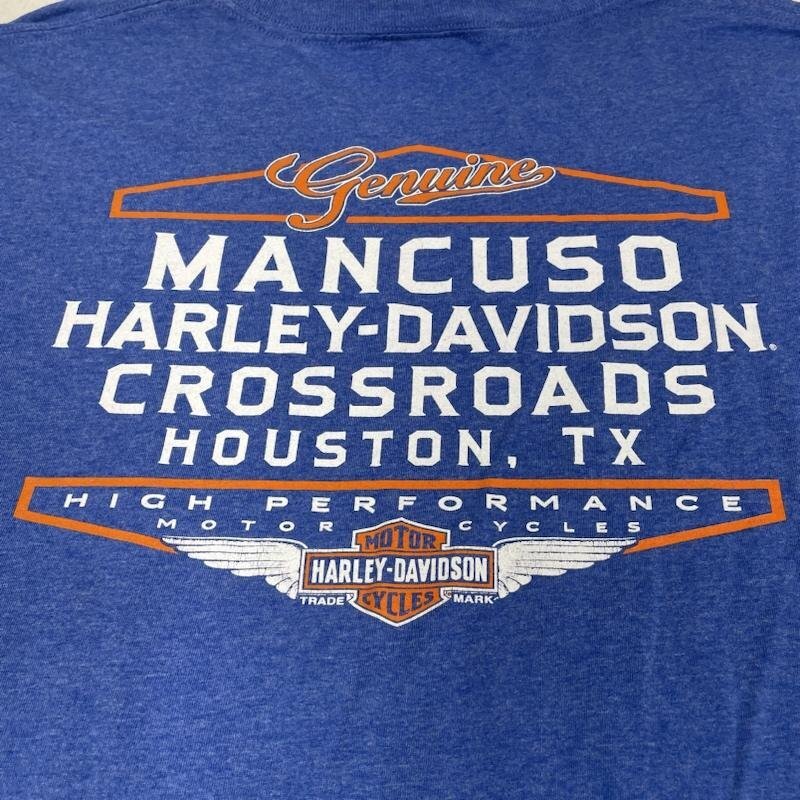 Genuine
MANCUSO
HARLEY-DAVIDSON®
CROSSROADS
HOUSTON, TX
HIGH PERFORMANCE
MOTOR CYCLES
MOTOR
HARLEY-DAVIDSON
TRADE CYCLES MARK